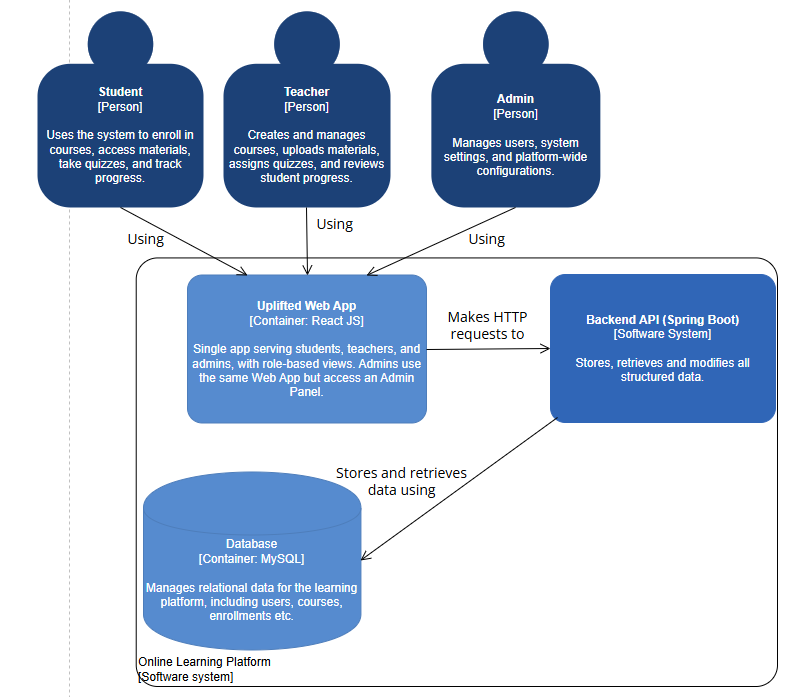 Student
[Person]
Uses the system to enroll in
courses, access materials,
take quizzes, and track
progress.
Teacher
[Person]
Creates and manages
courses, uploads materials,
assigns quizzes, and reviews
student progress.
Admin
[Person]
Manages users, system
settings, and platform-wide
configurations.
Using
Using
Using
Uplifted Web App
[Container: React JS]
Single app serving students, teachers, and
admins, with role-based views. Admins use
the same Web App but access an Admin
Panel.
Makes HTTP
requests to
Backend API (Spring Boot)
[Software System]
Stores, retrieves and modifies all
structured data.
Stores and retrieves
data using
Database
[Container: MySQL]
Manages relational data for the learning
platform, including users, courses,
enrollments etc.
Online Learning Platform
[Software system]